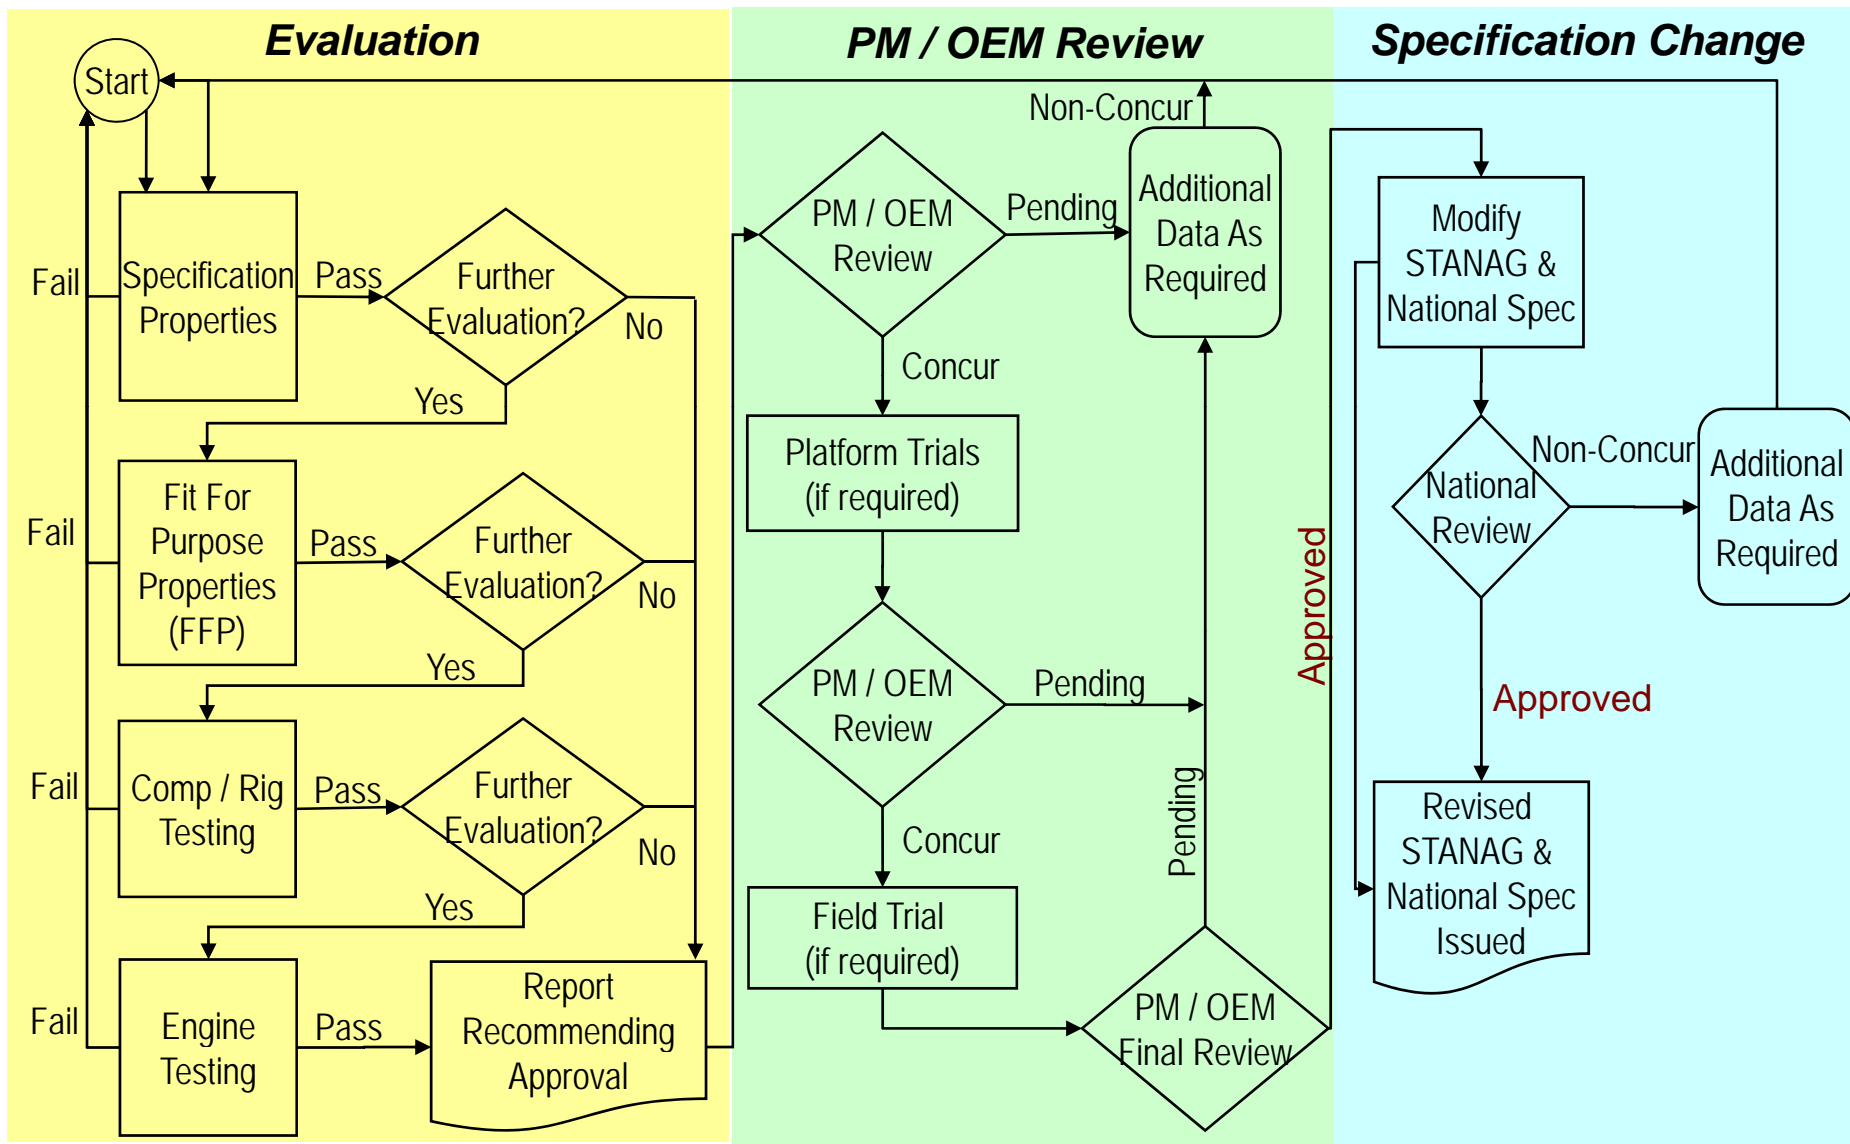 Evaluation
Start
Fail
Specification
Properties
Pass
Further
Evaluation?
No
Yes
Fail
Fit For
Purpose
Properties
(FFP)
Pass
Further
Evaluation?
No
Yes
Fail
Comp / Rig
Testing
Pass
Further
Evaluation?
No
Yes
Fail
Engine
Testing
Pass
Report
Recommending
Approval
PM / OEM Review
Non-Concur
PM / OEM
Review
Pending
Additional
Data As
Required
Concur
Platform Trials
(if required)
PM / OEM
Review
Pending
Concur
Pending
Field Trial
(if required)
PM / OEM
Final Review
Approved
Specification Change
Modify
STANAG &
National Spec
National
Review
Non-Concur
Additional
Data As
Required
Approved
Revised
STANAG &
National Spec
Issued